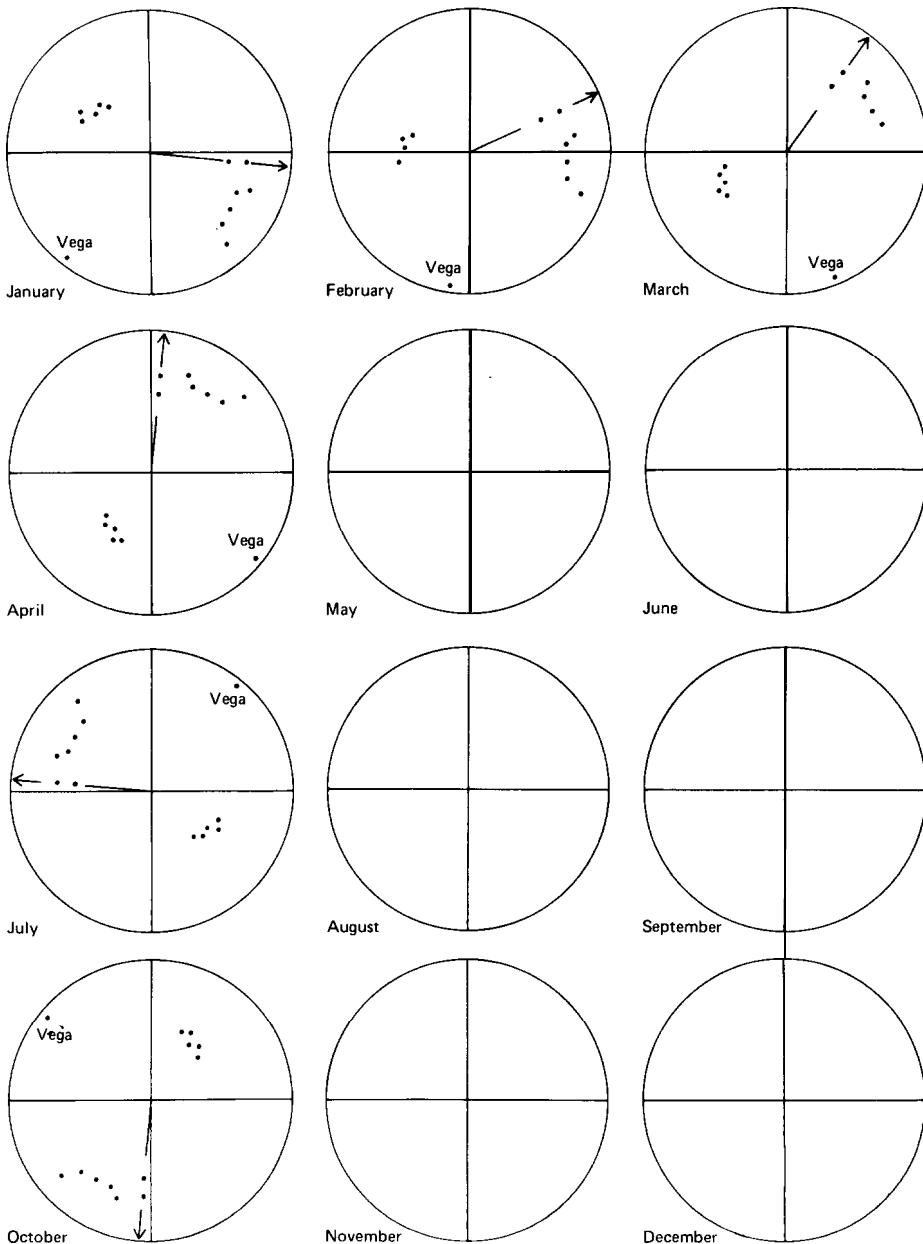 Vega
January
Vega
February
Vega
March
Vega
April
May
June
Vega
July
August
September
Vega
October
November
December